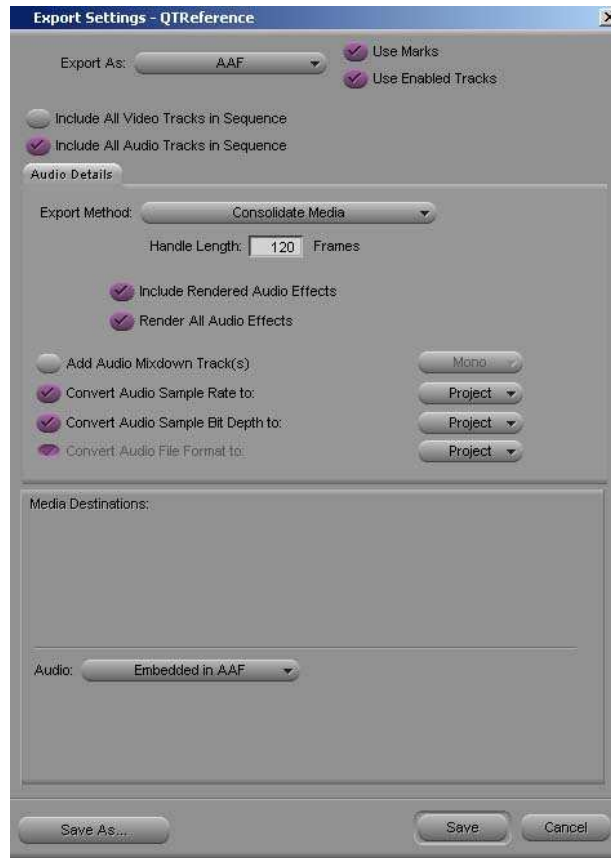 Export Settings - QTReference
Export As: AAF
Use Marks
Use Enabled Tracks
Include All Video Tracks in Sequence
Include All Audio Tracks in Sequence
Audio Details
Export Method: Consolidate Media
Handle Length: 120 Frames
Include Rendered Audio Effects
Render All Audio Effects
Add Audio Mixdown Track(s) Mono
Convert Audio Sample Rate to: Project
Convert Audio Sample Bit Depth to: Project
Convert Audio File Format to: Project
Media Destinations:
Audio: Embedded in AAF
Save As... Save Cancel